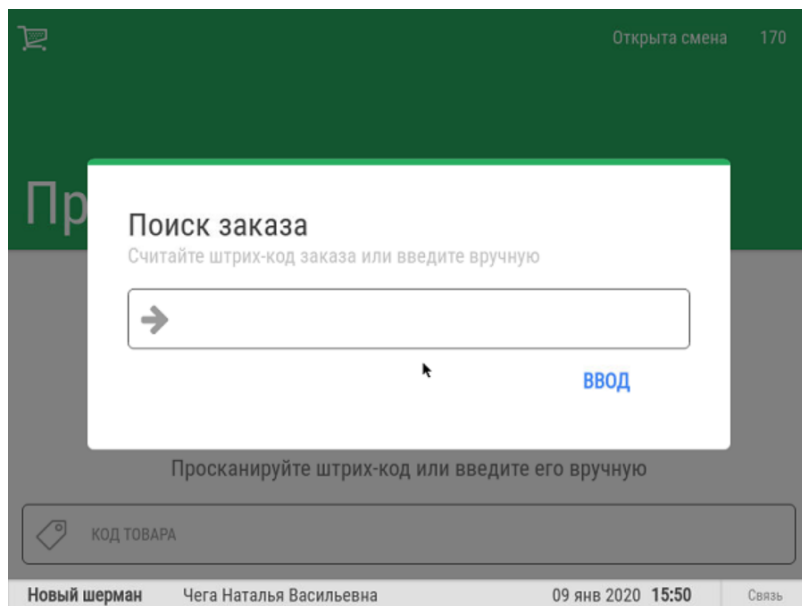 Открыта смена 170
Пр
Поиск заказа
Считайте штрих-код заказа или введите вручную
ВВОД
Просканируйте штрих-код или введите его вручную
КОД ТОВАРА
Новый шерман Чега Наталья Васильевна 09 янв 2020 15:50 Связь